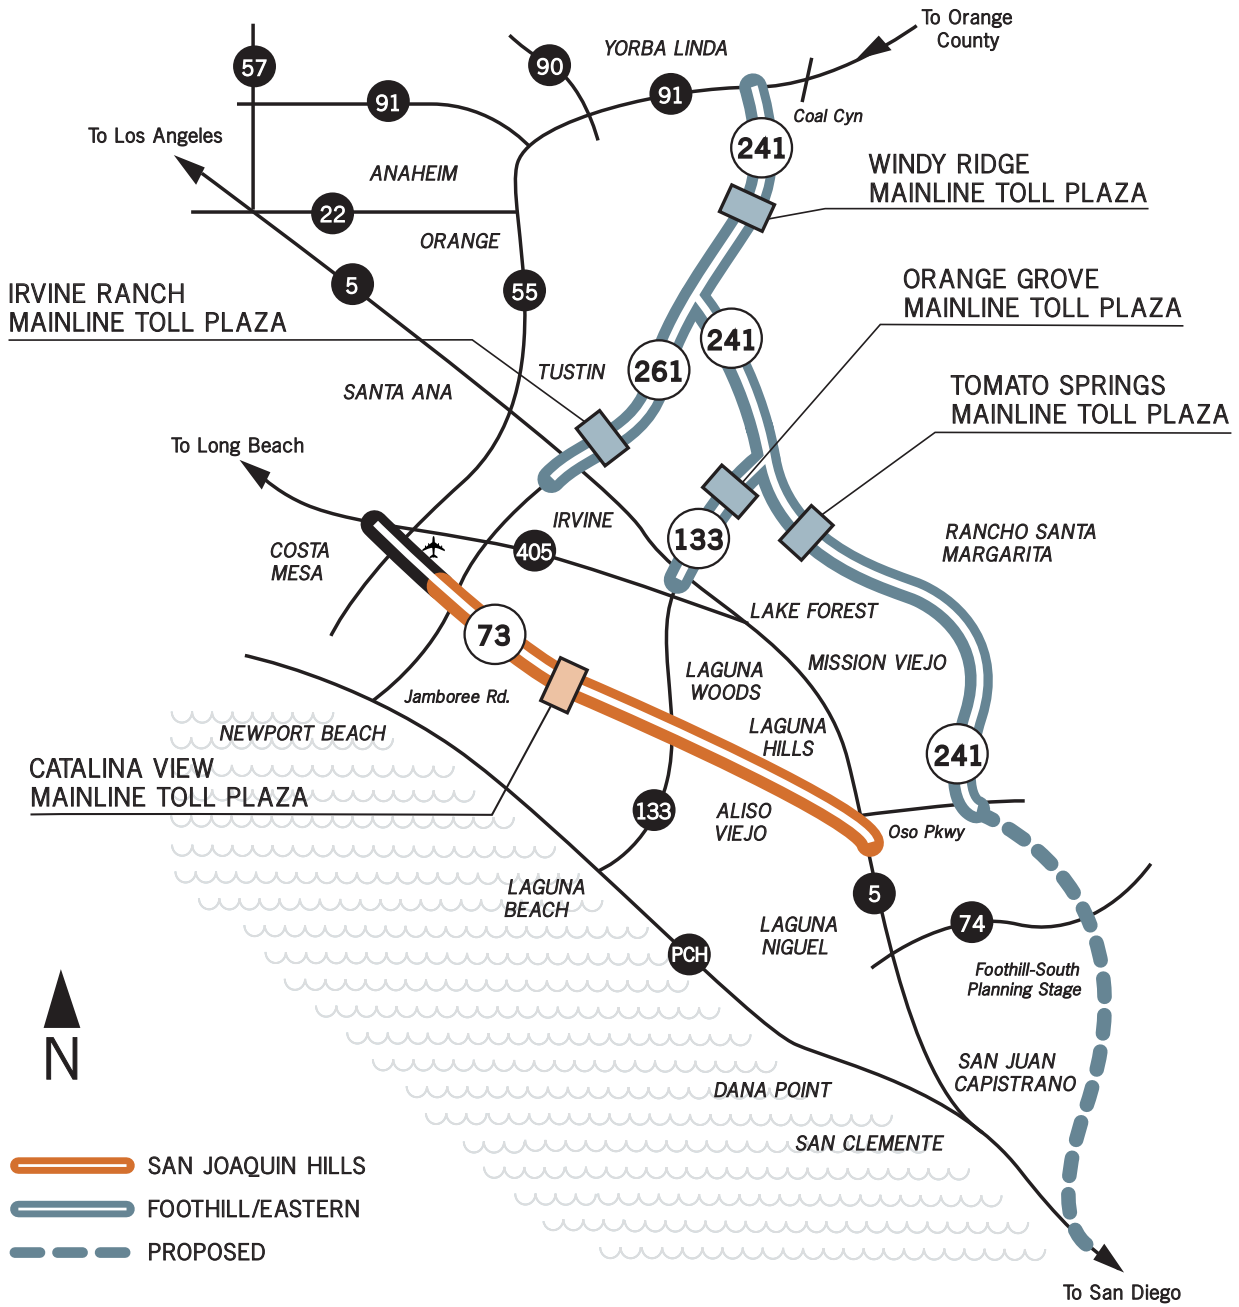 To Orange
County
57
90
YORBA LINDA
91
91
Coal Cyn
To Los Angeles
241
ANAHEIM
WINDY RIDGE
MAINLINE TOLL PLAZA
22
ORANGE
5
55
IRVINE RANCH
MAINLINE TOLL PLAZA
ORANGE GROVE
MAINLINE TOLL PLAZA
241
TUSTIN
261
SANTA ANA
TOMATO SPRINGS
MAINLINE TOLL PLAZA
To Long Beach
IRVINE
COSTA
MESA
405
133
RANCHO SANTA
MARGARITA
LAKE FOREST
73
MISSION VIEJO
LAGUNA
WOODS
Jamboree Rd.
NEWPORT BEACH
LAGUNA
HILLS
241
CATALINA VIEW
MAINLINE TOLL PLAZA
133
ALISO
VIEJO
Oso Pkwy
LAGUNA
BEACH
5
74
LAGUNA
NIGUEL
PCH
Foothill-South
Planning Stage
N
SAN JUAN
CAPISTRANO
DANA POINT
SAN CLEMENTE
SAN JOAQUIN HILLS
FOOTHILL/EASTERN
PROPOSED
To San Diego